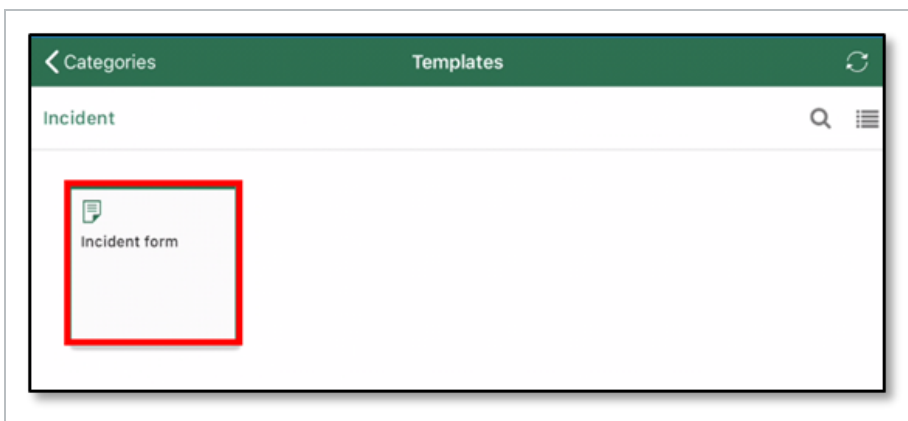 Categories
Templates
Incident
Incident form